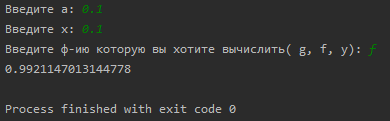 Введите a: 0.1
Введите x: 0.1
Введите ф-ию которую вы хотите вычислить( g, f, y): f
0.9921147013144778
Process finished with exit code 0